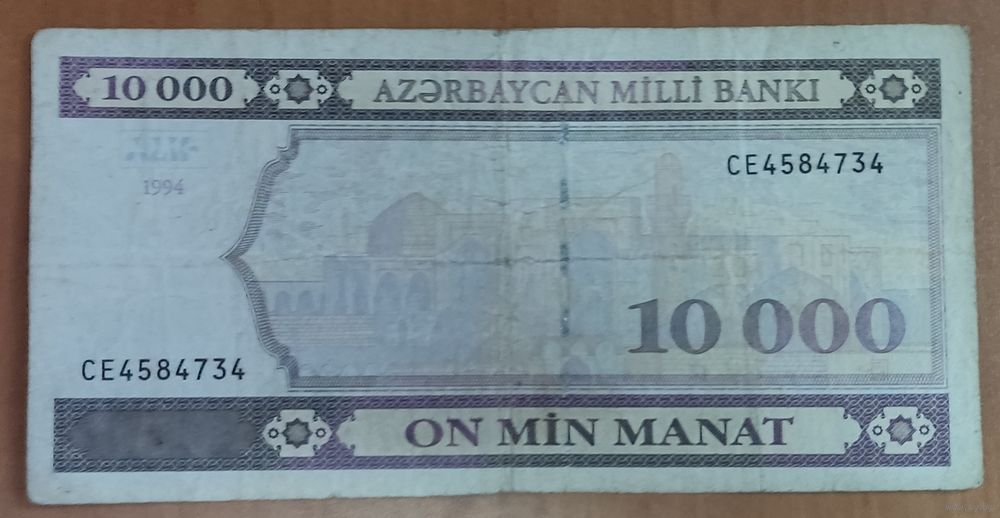 10 000
AZƏRBAYCAN MİLLİ BANKI
CE4584734
1994
10 000
CE4584734
ON MİN MANAT